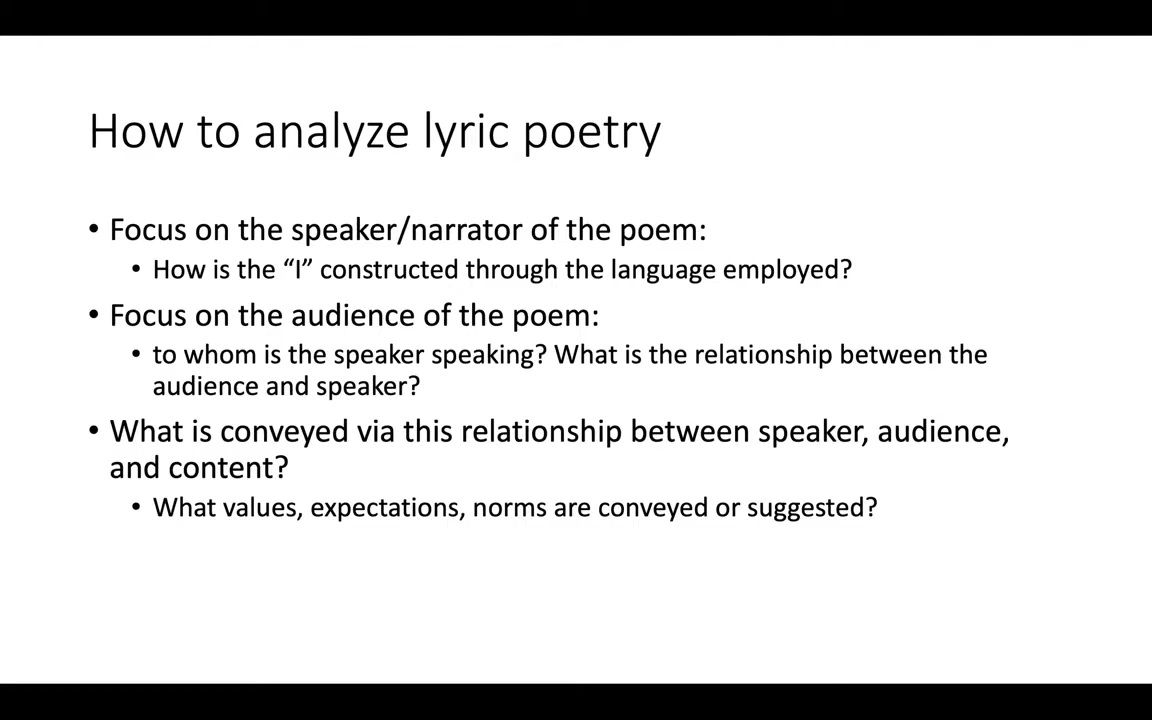 How to analyze lyric poetry
• Focus on the speaker/narrator of the poem:
• How is the “I” constructed through the language employed?
• Focus on the audience of the poem:
• to whom is the speaker speaking? What is the relationship between the
audience and speaker?
• What is conveyed via this relationship between speaker, audience,
and content?
• What values, expectations, norms are conveyed or suggested?